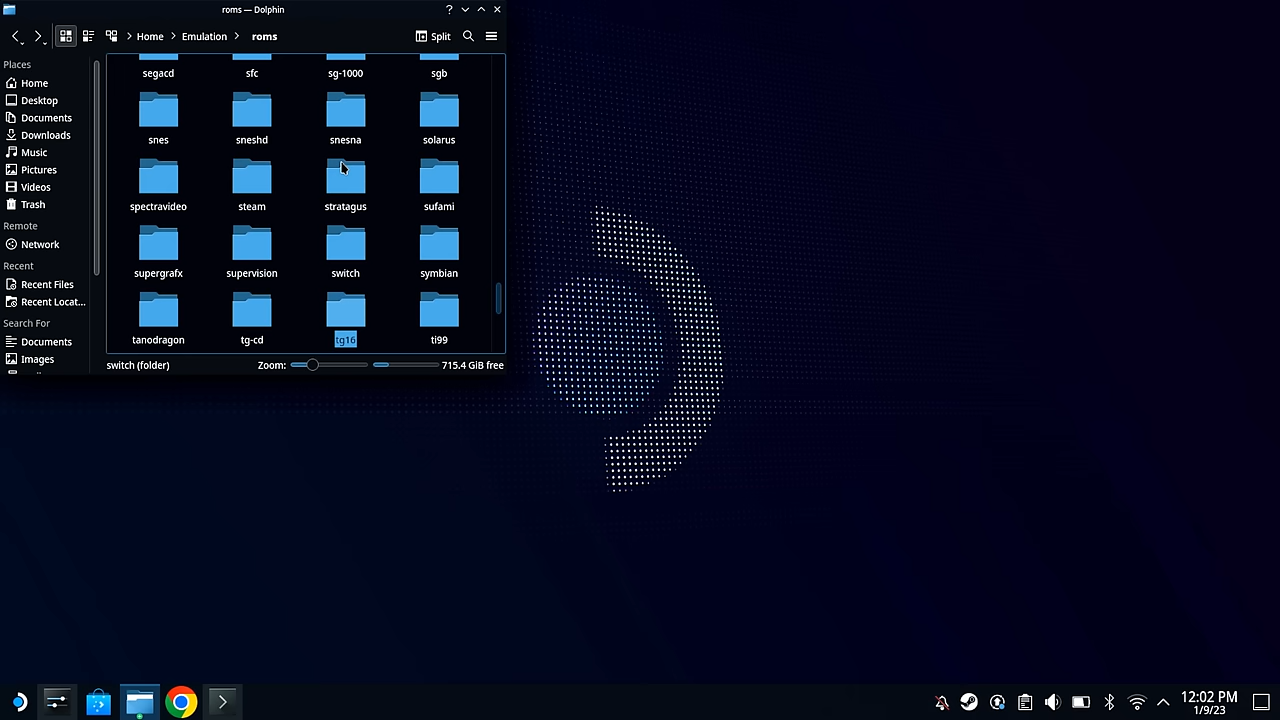 roms — Dolphin
Home Emulation roms
Split
Places
Home
Desktop
Documents
Downloads
Music
Pictures
Videos
Trash
Remote
Network
Recent
Recent Files
Recent Locat...
Search For
Documents
Images
segacd sfc sg-1000 sgb
snes sneshd snesna solarus
spectravideo steam stratagus sufami
supergrafx supervision switch symbian
tanodragon tg-cd tg16 ti99
switch (folder) Zoom: 715.4 GiB free
12:02 PM
1/9/23